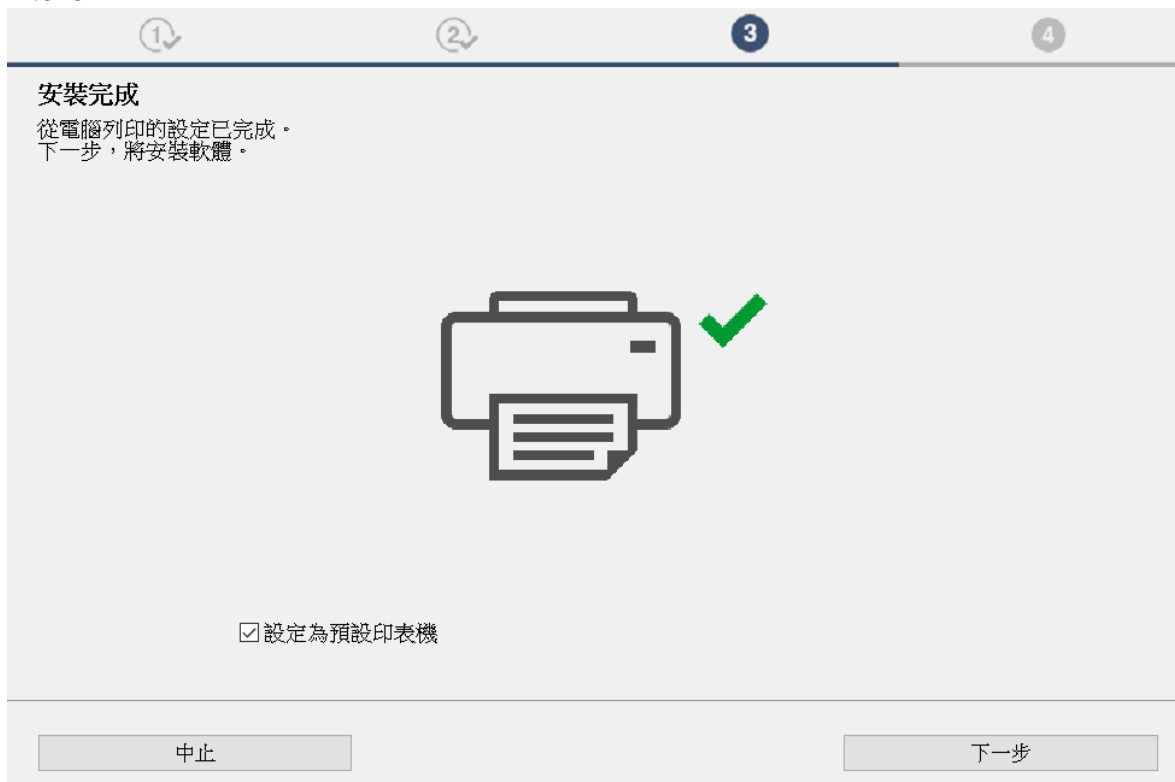 1
2
3
4
安裝完成
從電腦列印的設定已完成。
下一步，將安裝軟體。
設定為預設印表機
中止
下一步